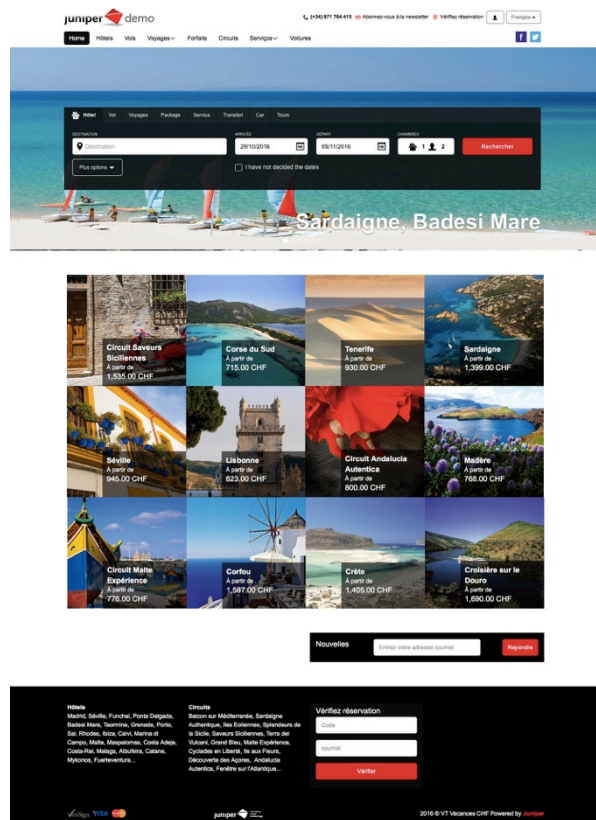 juniper demo
(+34) 971 764 415 Abonnez-vous à la newsletter Vérifiez réservation Français
Home Hôtels Vols Voyages Forfaits Circuits Serviços Voitures
Hôtel Vol Voyages Package Service Transfert Car Tours
DESTINATION ARRIVÉE DÉPART CHAMBRES
Destination 29/10/2016 05/11/2016 1 2 Rechercher
Plus options I have not decided the dates
Sardaigne, Badesi Mare
Circuit Saveurs
Siciliennes
À partir de
1,535.00 CHF
Corse du Sud
À partir de
715.00 CHF
Tenerife
À partir de
930.00 CHF
Sardaigne
À partir de
1,399.00 CHF
Séville
À partir de
945.00 CHF
Lisbonne
À partir de
823.00 CHF
Circuit Andalucia
Autentica
À partir de
800.00 CHF
Madère
À partir de
768.00 CHF
Circuit Malte
Expérience
À partir de
776.00 CHF
Corfou
À partir de
1,587.00 CHF
Crète
À partir de
1,405.00 CHF
Croisière sur le
Douro
À partir de
1,690.00 CHF
Nouvelles Entrez votre adresse courriel Rejoindre
Hôtels
Madrid, Séville, Funchal, Ponta Delgada,
Badesi Mare, Taormine, Grenade, Porto,
Sal, Rhodes, Ibiza, Calvi, Marina di
Campo, Malte, Maspalomas, Costa Adeje,
Costa-Rei, Malaga, Albufeira, Catane,
Mykonos, Fuerteventura...
Circuits
Balcon sur Méditerranée, Sardaigne
Authentique, Iles Eoliennes, Splendeurs de
la Sicile, Saveurs Siciliennes, Terra dei
Vulcani, Grand Bleu, Malte Expérience,
Cyclades en Liberté, Ile aux Fleurs,
Découverte des Açores, Andalucia
Autentica, Fenêtre sur l'Atlantique...
Vérifiez réservation
Code
courriel
Vérifier
VeriSign VISA
juniper
2016 © VT Vacances CHF Powered by Juniper